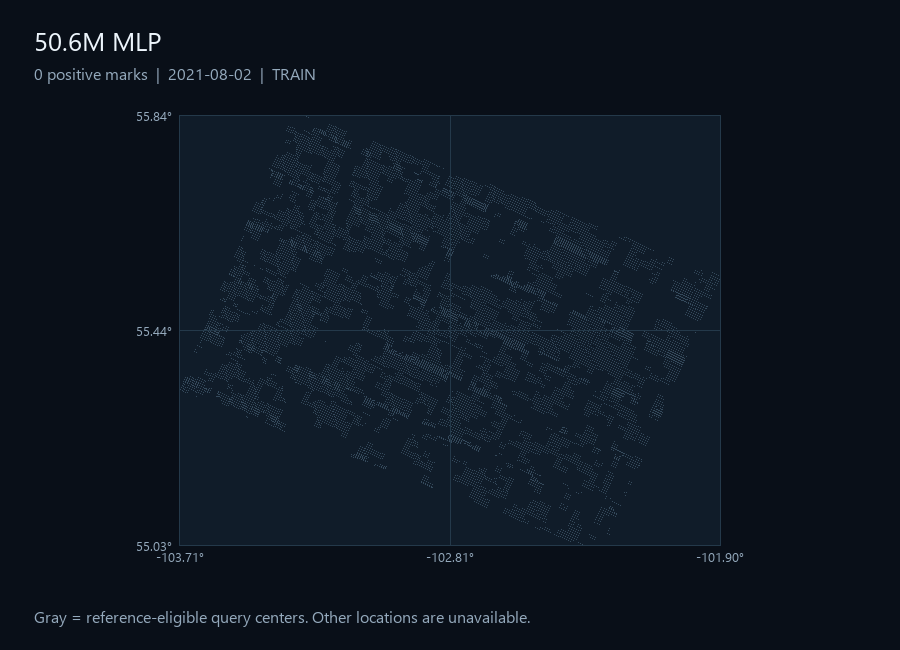 50.6M MLP
0 positive marks | 2021-08-02 | TRAIN
55.84°
55.44°
55.03°
-103.71°
-102.81°
-101.90°
Gray = reference-eligible query centers. Other locations are unavailable.